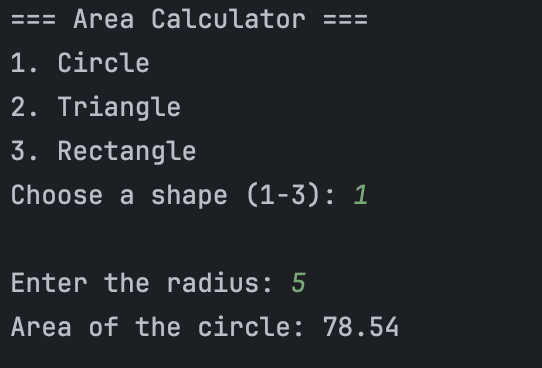 === Area Calculator ===
1. Circle
2. Triangle
3. Rectangle
Choose a shape (1-3): 1
Enter the radius: 5
Area of the circle: 78.54